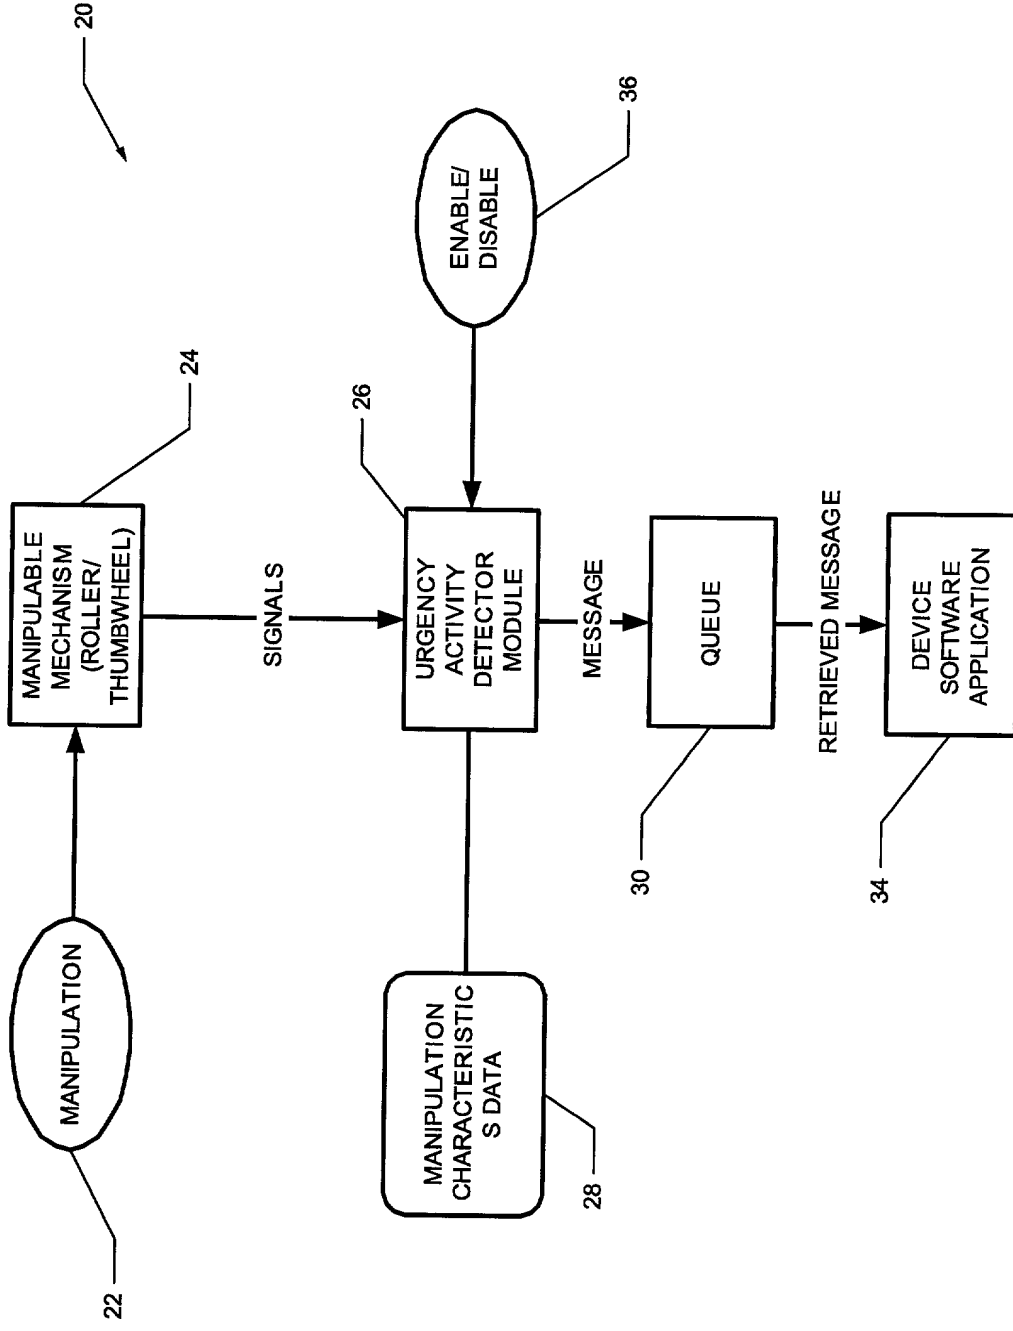 20
MANIPULATION
22
MANIPULABLE
MECHANISM
(ROLLER/
THUMBWHEEL)
24
SIGNALS
MANIPULATION
CHARACTERISTIC
S DATA
28
URGENCY
ACTIVITY
DETECTOR
MODULE
26
ENABLE/
DISABLE
36
MESSAGE
QUEUE
30
RETRIEVED MESSAGE
DEVICE
SOFTWARE
APPLICATION
34